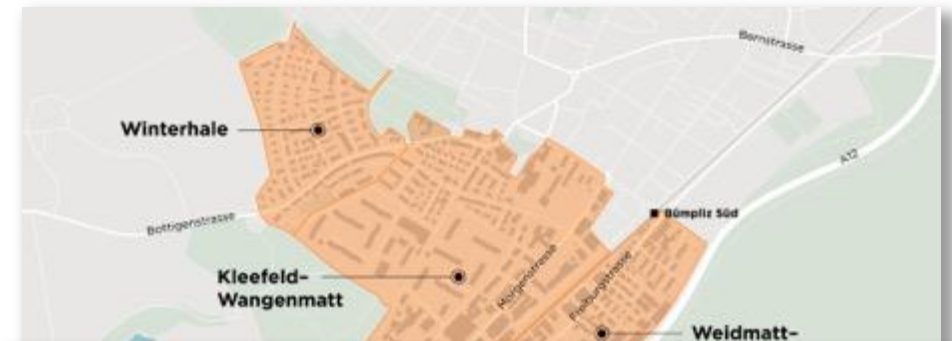 Bernstrasse
Winterhale
A12
Bümpliz Süd
Bottigenstrasse
Morgenstrasse
Freiburgstrasse
Kleefeld–
Wangenmatt
Weidmatt–